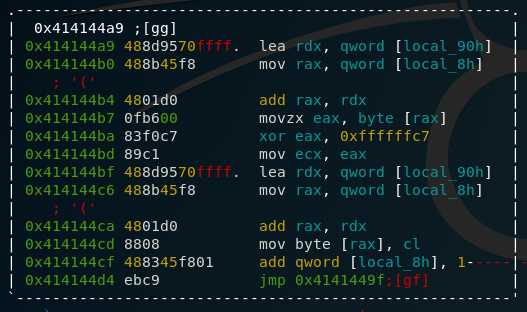 0x414144a9 ;[gg]
0x414144a9 488d9570ffff. lea rdx, qword [local_90h]
0x414144b0 488b45f8 mov rax, qword [local_8h]
; '('
0x414144b4 4801d0 add rax, rdx
0x414144b7 0fb600 movzx eax, byte [rax]
0x414144ba 83f0c7 xor eax, 0xffffffc7
0x414144bd 89c1 mov ecx, eax
0x414144bf 488d9570ffff. lea rdx, qword [local_90h]
0x414144c6 488b45f8 mov rax, qword [local_8h]
; '('
0x414144ca 4801d0 add rax, rdx
0x414144cd 8808 mov byte [rax], cl
0x414144cf 488345f801 add qword [local_8h], 1
0x414144d4 ebc9 jmp 0x4141449f;[gf]